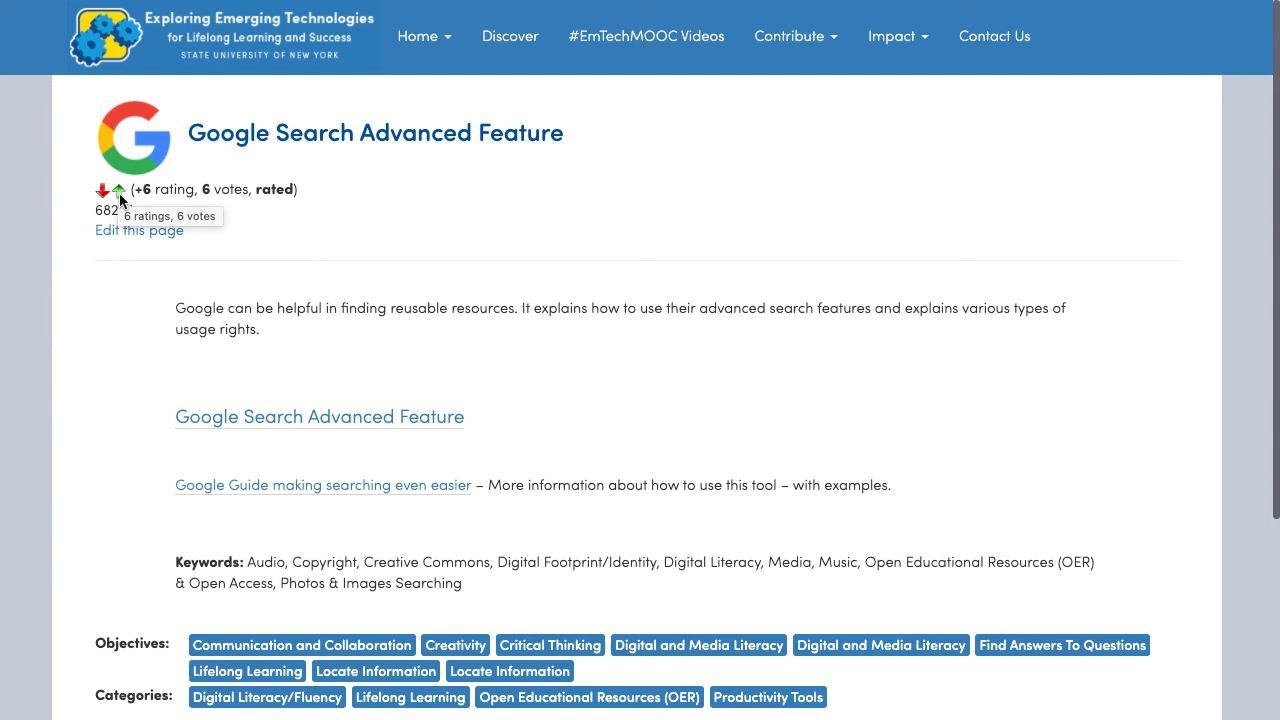 Exploring Emerging Technologies
for Lifelong Learning and Success
STATE UNIVERSITY OF NEW YORK
Home Discover #EmTechMOOC Videos Contribute Impact Contact Us
Google Search Advanced Feature
(+6 rating, 6 votes, rated)
682
6 ratings, 6 votes
Edit this page
Google can be helpful in finding reusable resources. It explains how to use their advanced search features and explains various types of
usage rights.
Google Search Advanced Feature
Google Guide making searching even easier – More information about how to use this tool – with examples.
Keywords: Audio, Copyright, Creative Commons, Digital Footprint/Identity, Digital Literacy, Media, Music, Open Educational Resources (OER)
& Open Access, Photos & Images Searching
Objectives: Communication and Collaboration Creativity Critical Thinking Digital and Media Literacy Digital and Media Literacy Find Answers To Questions
Lifelong Learning Locate Information Locate Information
Categories: Digital Literacy/Fluency Lifelong Learning Open Educational Resources (OER) Productivity Tools